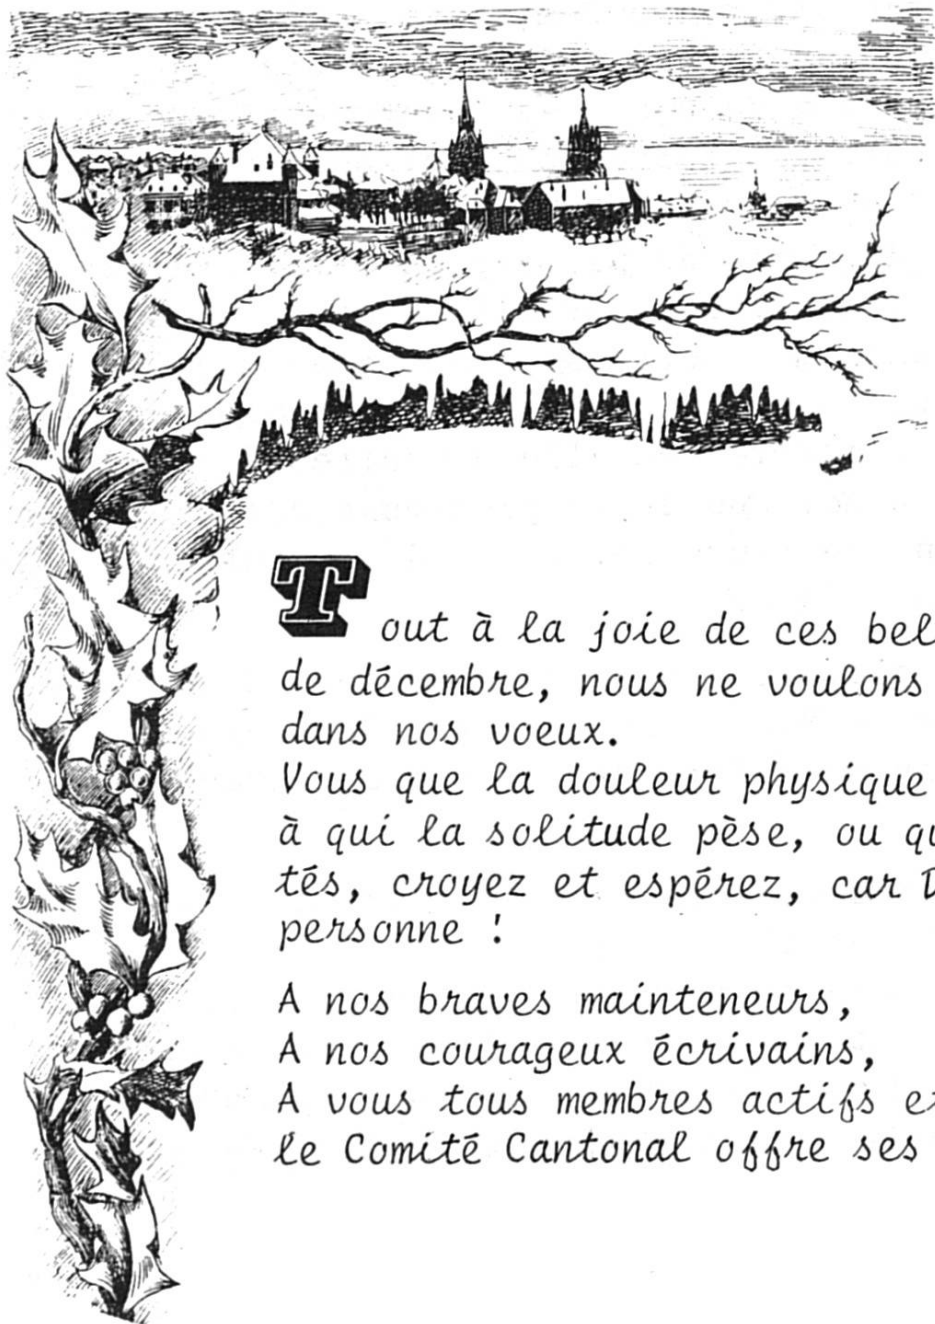 Tout à la joie de ces bel
de décembre, nous ne voulons
dans nos voeux.
Vous que la douleur physique
à qui la solitude pèse, ou qu
tés, croyez et espérez, car D
personne !
A nos braves mainteneurs,
A nos courageux écrivains,
A vous tous membres actifs et
le Comité Cantonal offre ses